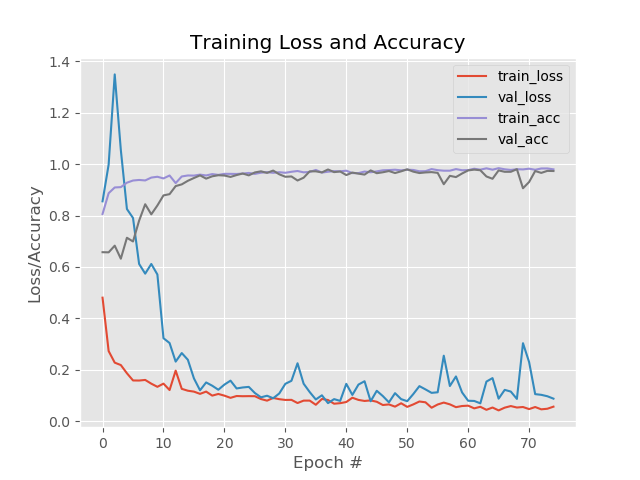 Training Loss and Accuracy
train_loss
val_loss
train_acc
val_acc
Loss/Accuracy
1.4
1.2
1.0
0.8
0.6
0.4
0.2
0.0
0 10 20 30 40 50 60 70
Epoch #